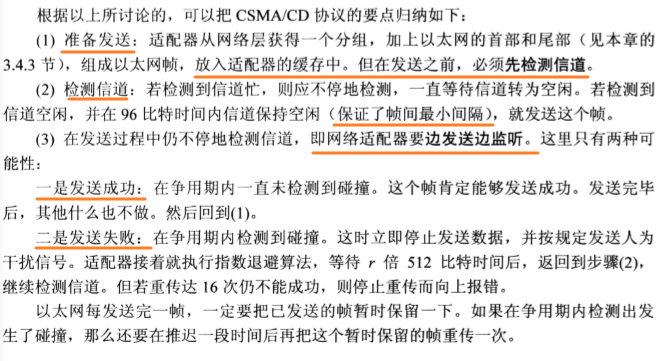 根据以上所讨论的，可以把 CSMA/CD 协议的要点归纳如下：
(1) 准备发送：适配器从网络层获得一个分组，加上以太网的首部和尾部（见本章的
3.4.3 节），组成以太网帧，放入适配器的缓存中。但在发送之前，必须先检测信道。
(2) 检测信道：若检测到信道忙，则应不停地检测，一直等待信道转为空闲。若检测到
信道空闲，并在 96 比特时间内信道保持空闲（保证了帧间最小间隔），就发送这个帧。
(3) 在发送过程中仍不停地检测信道，即网络适配器要边发送边监听。这里只有两种可
能性：
一是发送成功：在争用期内一直未检测到碰撞。这个帧肯定能够发送成功。发送完毕
后，其他什么也不做。然后回到(1)。
二是发送失败：在争用期内检测到碰撞。这时立即停止发送数据，并按规定发送人为
干扰信号。适配器接着就执行指数退避算法，等待 r 倍 512 比特时间后，返回到步骤(2)，
继续检测信道。但若重传达 16 次仍不能成功，则停止重传而向上报错。
以太网每发送完一帧，一定要把已发送的帧暂时保留一下。如果在争用期内检测出发
生了碰撞，那么还要在推迟一段时间后再把这个暂时保留的帧重传一次。